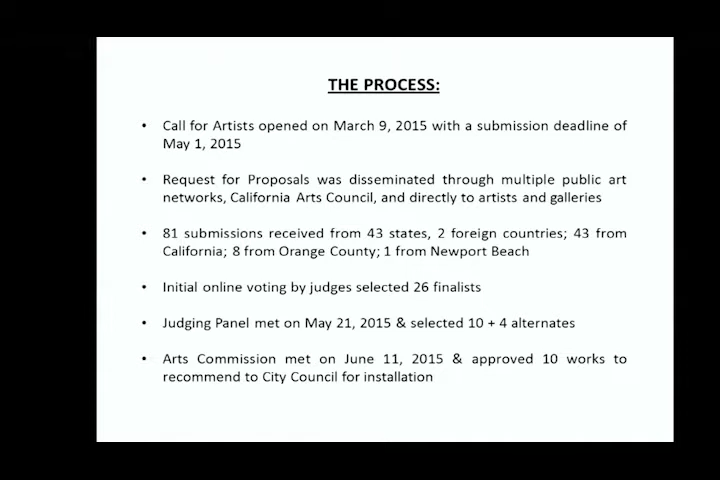 THE PROCESS:
• Call for Artists opened on March 9, 2015 with a submission deadline of
May 1, 2015
• Request for Proposals was disseminated through multiple public art
networks, California Arts Council, and directly to artists and galleries
• 81 submissions received from 43 states, 2 foreign countries; 43 from
California; 8 from Orange County; 1 from Newport Beach
• Initial online voting by judges selected 26 finalists
• Judging Panel met on May 21, 2015 & selected 10 + 4 alternates
• Arts Commission met on June 11, 2015 & approved 10 works to
recommend to City Council for installation